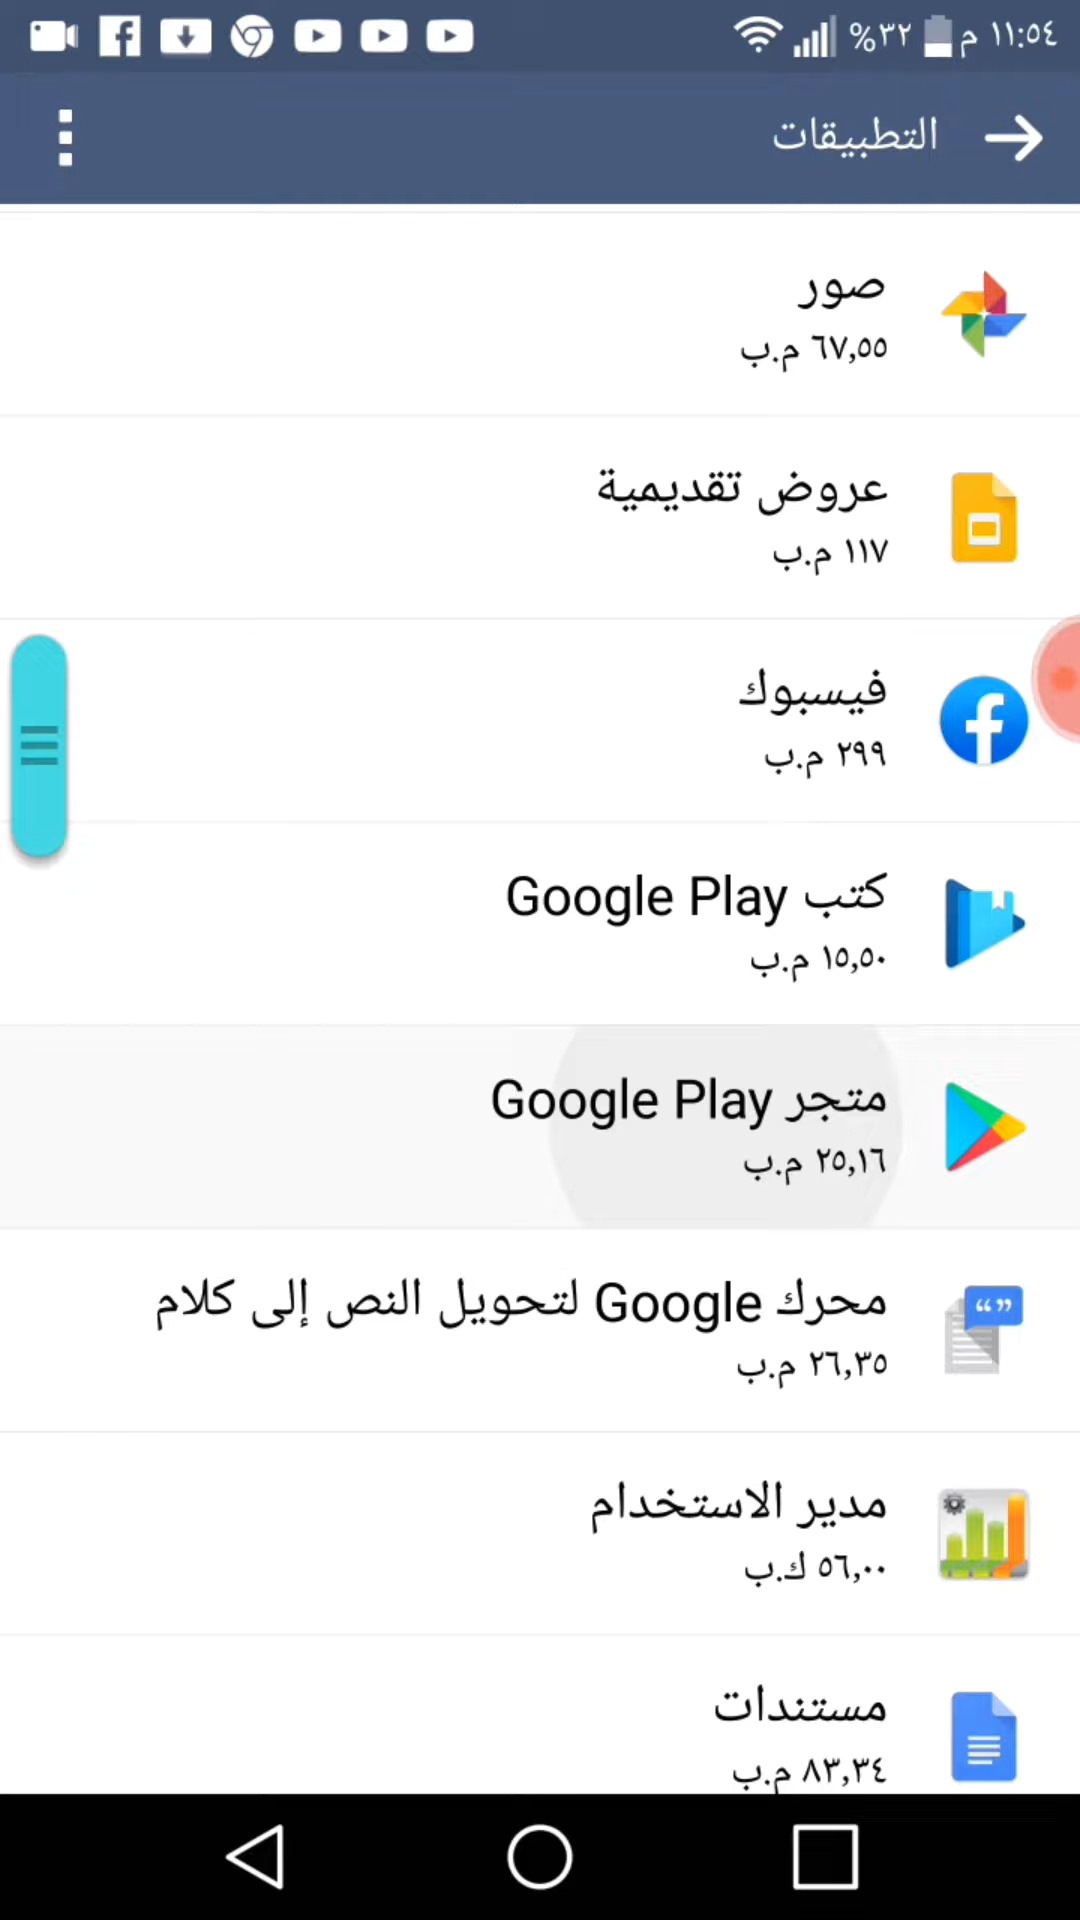 ١١:٥٤ م ٣٢%
التطبيقات
صور
٦٧,٥٥ م.ب
عروض تقديمية
١١٧ م.ب
فيسبوك
٢٩٩ م.ب
كتب Google Play
١٥,٥٠ م.ب
متجر Google Play
٢٥,١٦ م.ب
محرك Google لتحويل النص إلى كلام
٢٦,٣٥ م.ب
مدير الاستخدام
٥٦,٠٠ ك.ب
مستندات
٨٣,٣٤ م.ب